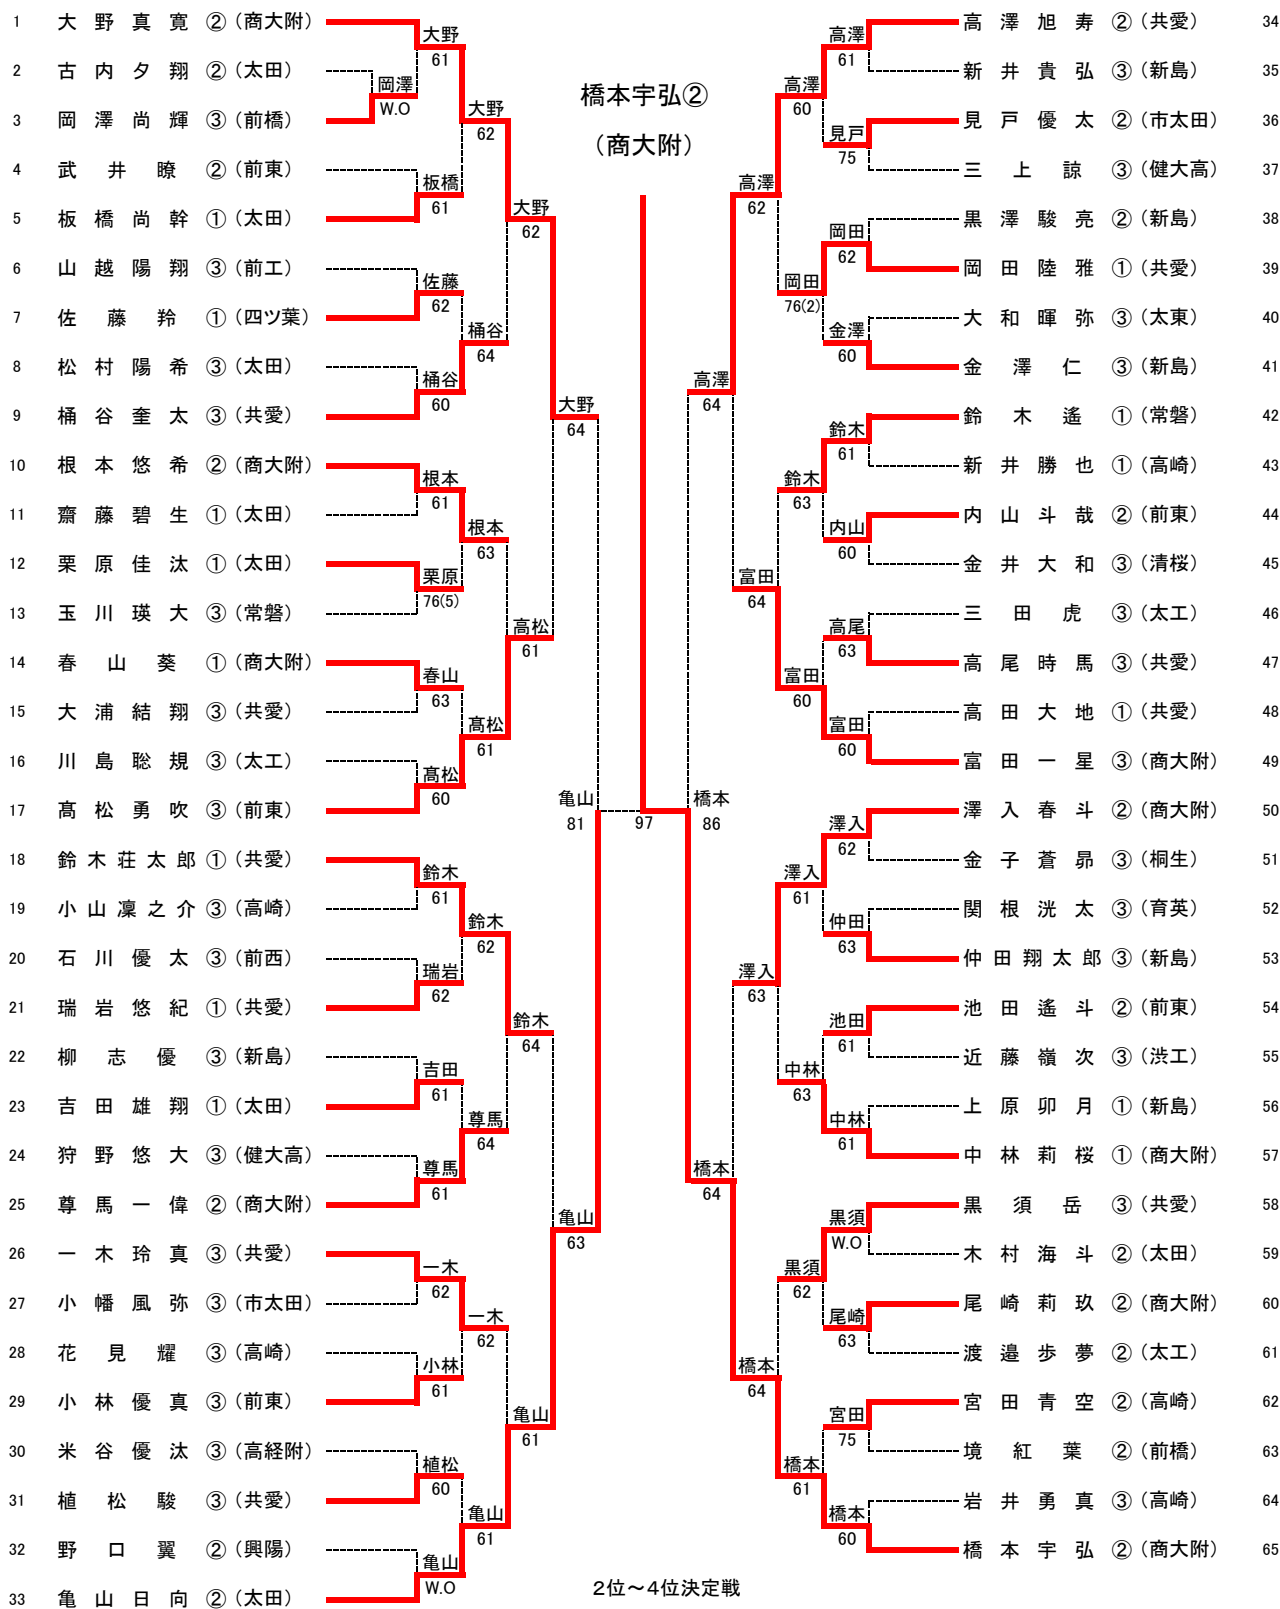 橋本宇弘②
(商大附)
1 大野真寛 ② (商大附)
2 古内夕翔 ② (太田)
3 岡澤尚輝 ③ (前橋)
4 武井暸 ② (前東)
5 板橋尚幹 ① (太田)
6 山越陽翔 ③ (前工)
7 佐藤羚 ① (四ツ葉)
8 松村陽希 ③ (太田)
9 桶谷奎太 ③ (共愛)
10 根本悠希 ② (商大附)
11 齋藤碧生 ① (太田)
12 栗原佳汰 ① (太田)
13 玉川瑛大 ③ (常磐)
14 春山葵 ① (商大附)
15 大浦結翔 ③ (共愛)
16 川島聡規 ③ (太工)
17 髙松勇吹 ③ (前東)
18 鈴木荘太郎 ① (共愛)
19 小山凜之介 ③ (高崎)
20 石川優太 ③ (前西)
21 瑞岩悠紀 ① (共愛)
22 柳志優 ③ (新島)
23 吉田雄翔 ① (太田)
24 狩野悠大 ③ (健大高)
25 尊馬一偉 ② (商大附)
26 一木玲真 ③ (共愛)
27 小幡風弥 ③ (市太田)
28 花見耀 ③ (高崎)
29 小林優真 ③ (前東)
30 米谷優汰 ③ (高経附)
31 植松駿 ③ (共愛)
32 野口翼 ② (興陽)
33 亀山日向 ② (太田)
大野
61
岡澤
W.O
板橋
61
佐藤
62
桶谷
60
根本
61
栗原
76(5)
春山
63
髙松
60
鈴木
61
瑞岩
62
吉田
61
尊馬
61
一木
62
小林
61
植松
60
亀山
W.O
大野
62
桶谷
64
根本
63
髙松
61
鈴木
62
尊馬
64
一木
62
亀山
61
大野
62
高松
61
鈴木
64
亀山
61
大野
64
亀山
63
亀山
81
97
橋本
86
高澤
64
橋本
64
高澤
62
富田
64
澤入
63
橋本
64
高澤
60
岡田
76(2)
鈴木
63
富田
60
澤入
61
中林
63
黒須
62
橋本
61
高澤
61
見戸
75
岡田
62
金澤
60
鈴木
61
内山
60
高尾
63
富田
60
澤入
62
仲田
63
池田
61
中林
61
黒須
W.O
尾崎
63
宮田
75
橋本
60
高澤旭寿 ② (共愛) 34
新井貴弘 ③ (新島) 35
見戸優太 ② (市太田) 36
三上諒 ③ (健大高) 37
黒澤駿亮 ② (新島) 38
岡田陸雅 ① (共愛) 39
大和暉弥 ③ (太東) 40
金澤仁 ③ (新島) 41
鈴木遙 ① (常磐) 42
新井勝也 ① (高崎) 43
内山斗哉 ② (前東) 44
金井大和 ③ (清桜) 45
三田虎 ③ (太工) 46
高尾時馬 ③ (共愛) 47
高田大地 ① (共愛) 48
富田一星 ③ (商大附) 49
澤入春斗 ② (商大附) 50
金子蒼昴 ③ (桐生) 51
関根洸太 ③ (育英) 52
仲田翔太郎 ③ (新島) 53
池田遙斗 ② (前東) 54
近藤嶺次 ③ (渋工) 55
上原卯月 ① (新島) 56
中林莉桜 ① (商大附) 57
黒須岳 ③ (共愛) 58
木村海斗 ② (太田) 59
尾崎莉玖 ② (商大附) 60
渡邉歩夢 ② (太工) 61
宮田青空 ② (高崎) 62
境紅葉 ② (前橋) 63
岩井勇真 ③ (高崎) 64
橋本宇弘 ② (商大附) 65
2位～4位決定戦